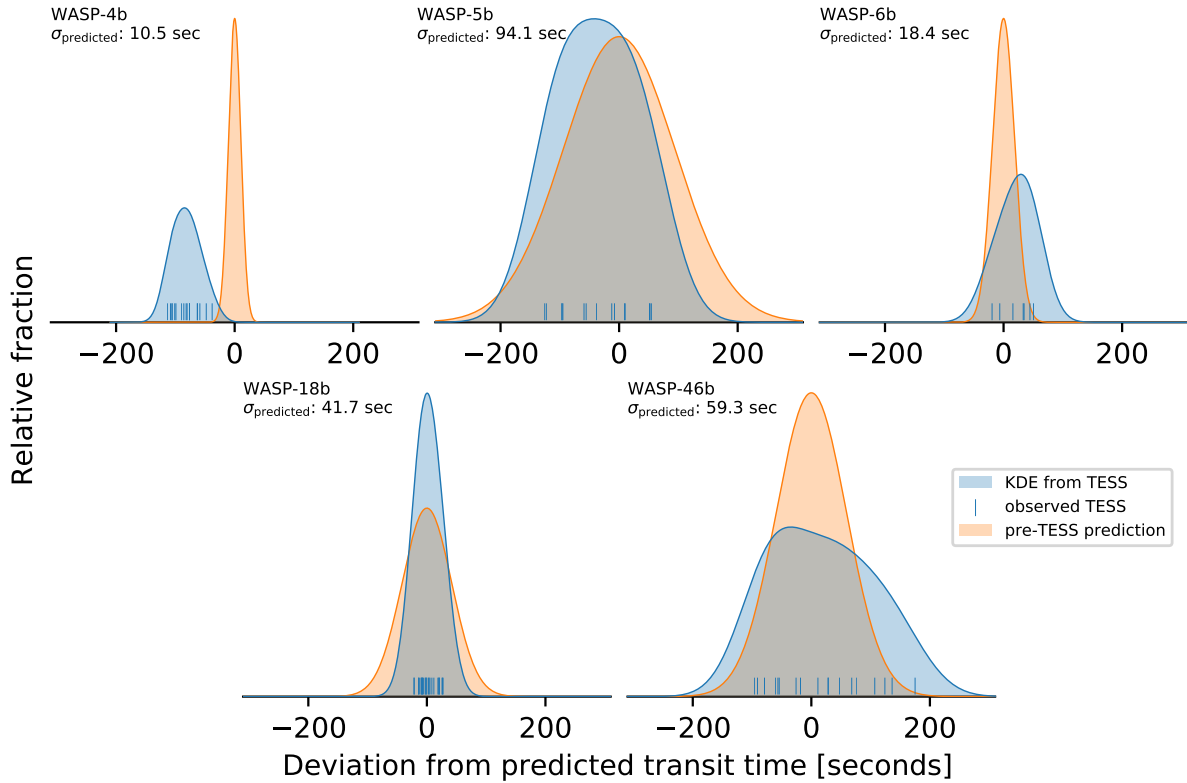 WASP-4b
σpredicted: 10.5 sec
WASP-5b
σpredicted: 94.1 sec
WASP-6b
σpredicted: 18.4 sec
−200 0 200
−200 0 200
−200 0 200
WASP-18b
σpredicted: 41.7 sec
WASP-46b
σpredicted: 59.3 sec
−200 0 200
−200 0 200
KDE from TESS
observed TESS
pre-TESS prediction
Relative fraction
Deviation from predicted transit time [seconds]